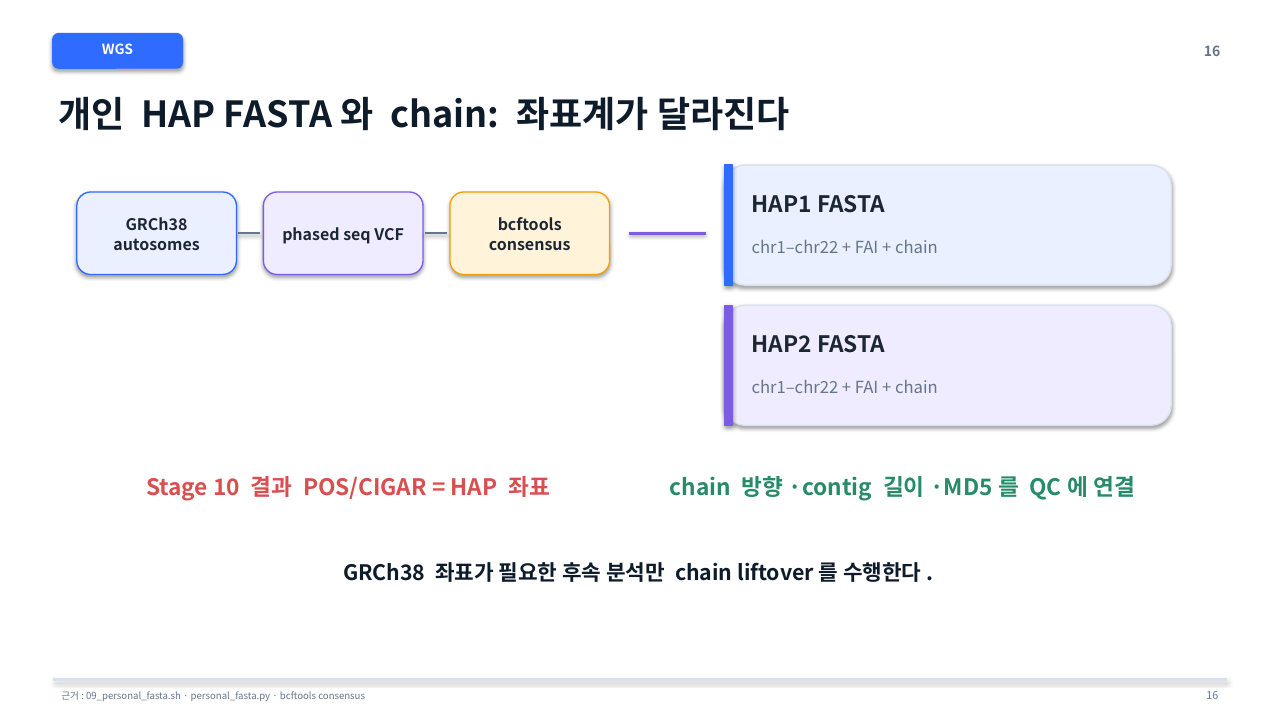 WGS
16
개인 HAP FASTA 와 chain: 좌표계가 달라진다
GRCh38
autosomes
phased seq VCF
bcftools
consensus
HAP1 FASTA
chr1–chr22 + FAI + chain
HAP2 FASTA
chr1–chr22 + FAI + chain
Stage 10 결과 POS/CIGAR = HAP 좌표
chain 방향 · contig 길이 · MD5 를 QC 에 연결
GRCh38 좌표가 필요한 후속 분석만 chain liftover 를 수행한다 .
근거 : 09_personal_fasta.sh · personal_fasta.py · bcftools consensus
16